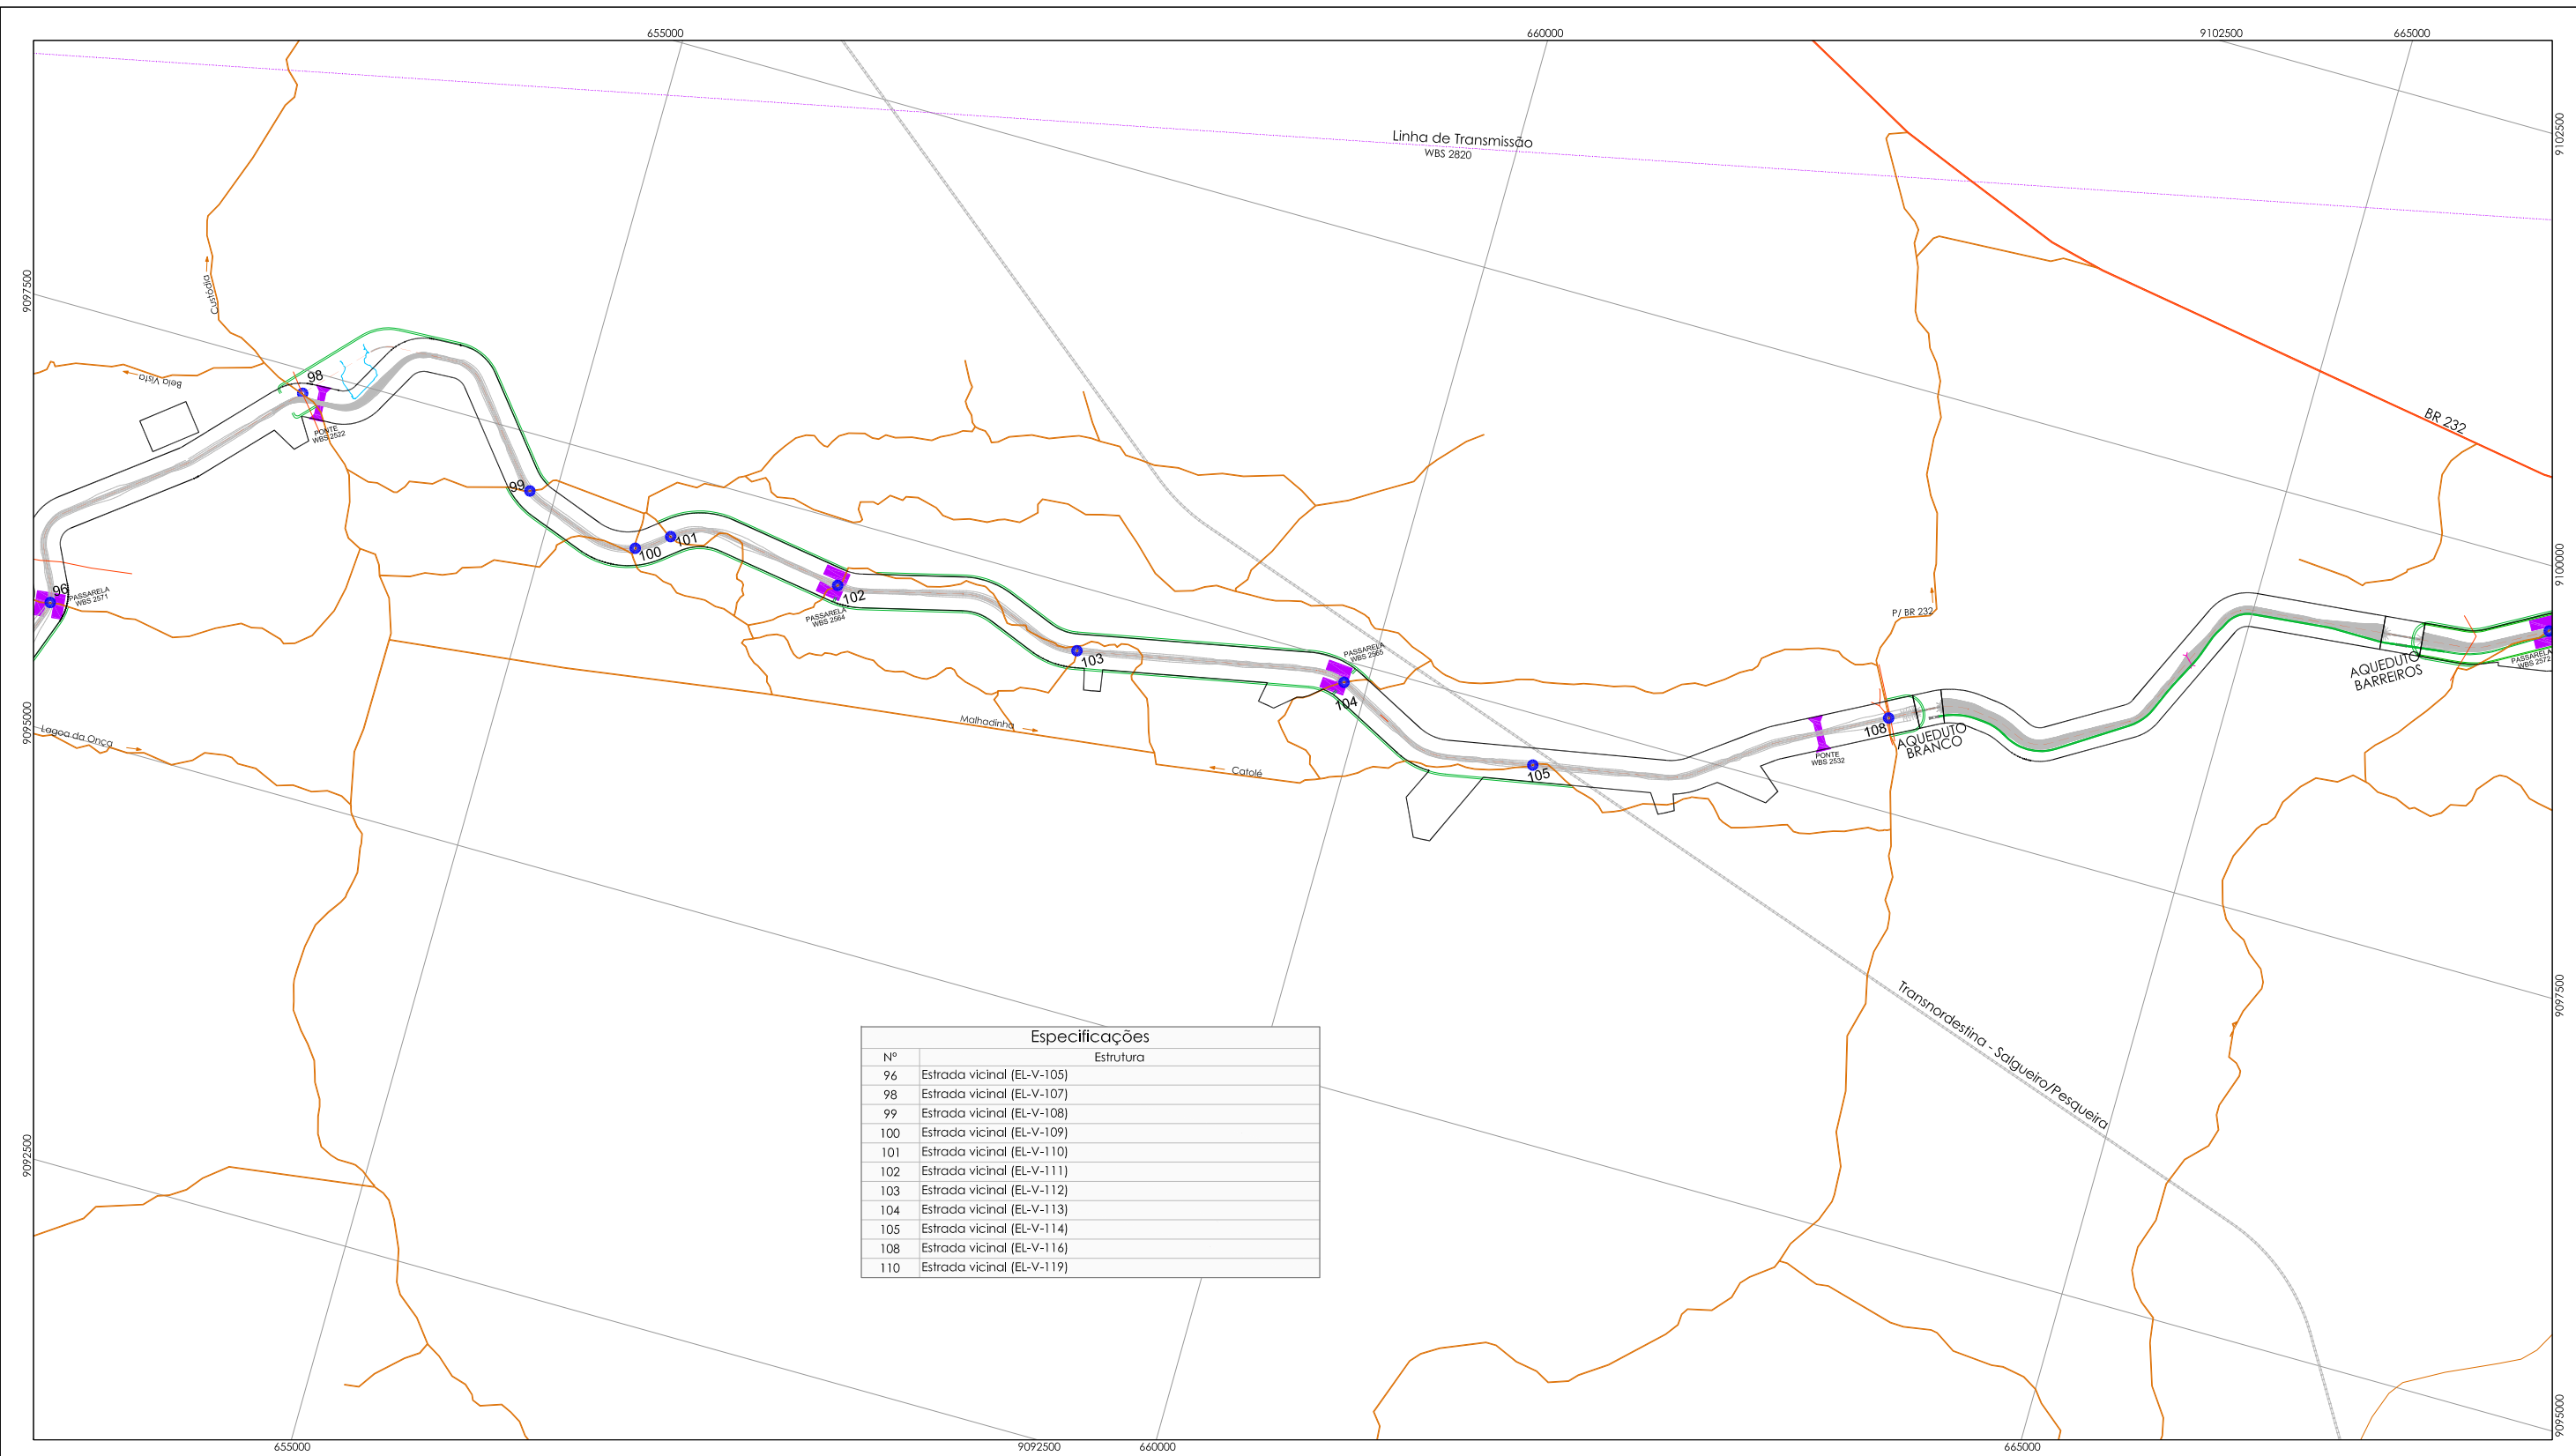 655000
660000
9102500
665000
Linha de Transmissão
WBS 2820
9102500
9097500
Custódia
Belo Visto
98
PONTE
WBS 2522
BR 232
99
100
101
96
PASSARELA
WBS 2571
102
PASSARELA
WBS 2564
103
PASSARELA
WBS 2565
104
P/ BR 232
9100000
PASSARELA
WBS 2572
AQUEDUTO
BARREIROS
108
AQUEDUTO
BRANCO
PONTE
WBS 2532
105
9095000
Lagoa da Onça
Malhadinha
Catolé
Transnordestina - Salgueiro/Pesqueira
9097500
Especificações
Nº Estrutura
96 Estrada vicinal (EL-V-105)
98 Estrada vicinal (EL-V-107)
99 Estrada vicinal (EL-V-108)
100 Estrada vicinal (EL-V-109)
101 Estrada vicinal (EL-V-110)
102 Estrada vicinal (EL-V-111)
103 Estrada vicinal (EL-V-112)
104 Estrada vicinal (EL-V-113)
105 Estrada vicinal (EL-V-114)
108 Estrada vicinal (EL-V-116)
110 Estrada vicinal (EL-V-119)
9092500
9095000
655000
9092500
660000
665000